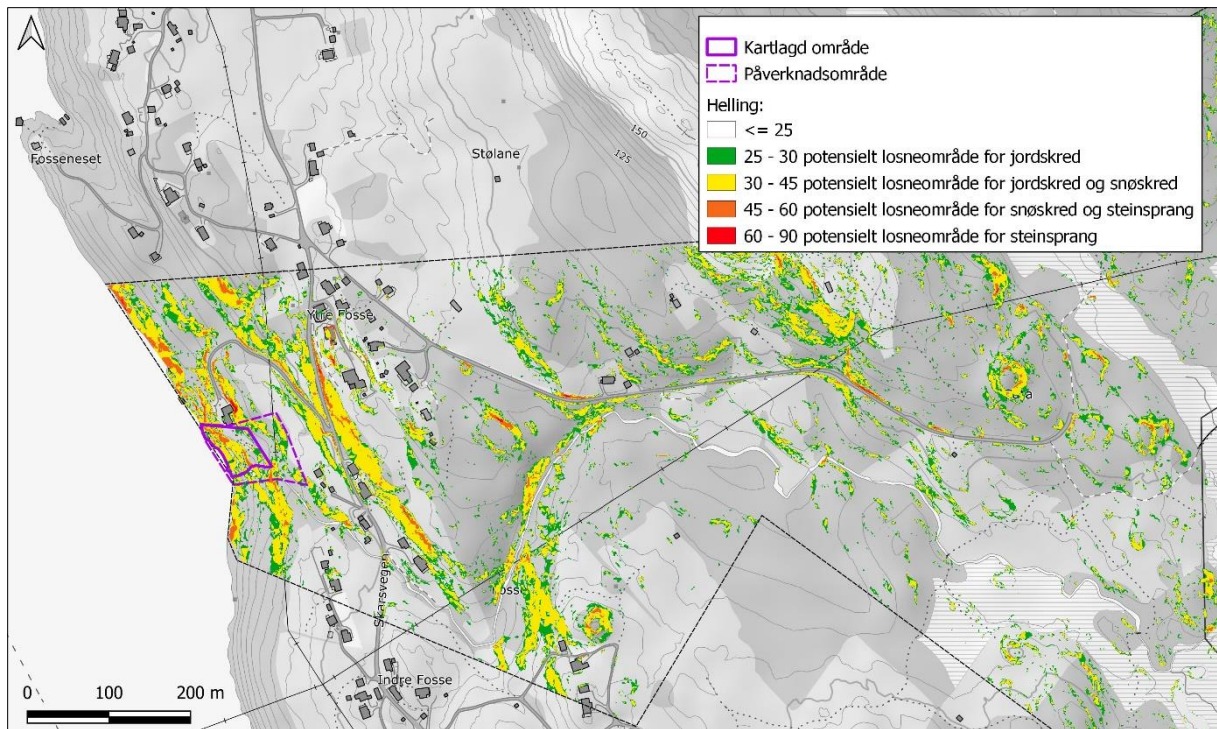 Kartlagd område
Påverknadsområde
Helling:
<= 25
25 - 30 potensielt losneområde for jordskred
30 - 45 potensielt losneområde for jordskred og snøskred
45 - 60 potensielt losneområde for snøskred og steinsprang
60 - 90 potensielt losneområde for steinsprang
150
125
Stølane
Fosseneset
Ytre Fosse
Skarsvegen
Indre Fosse
0 100 200 m